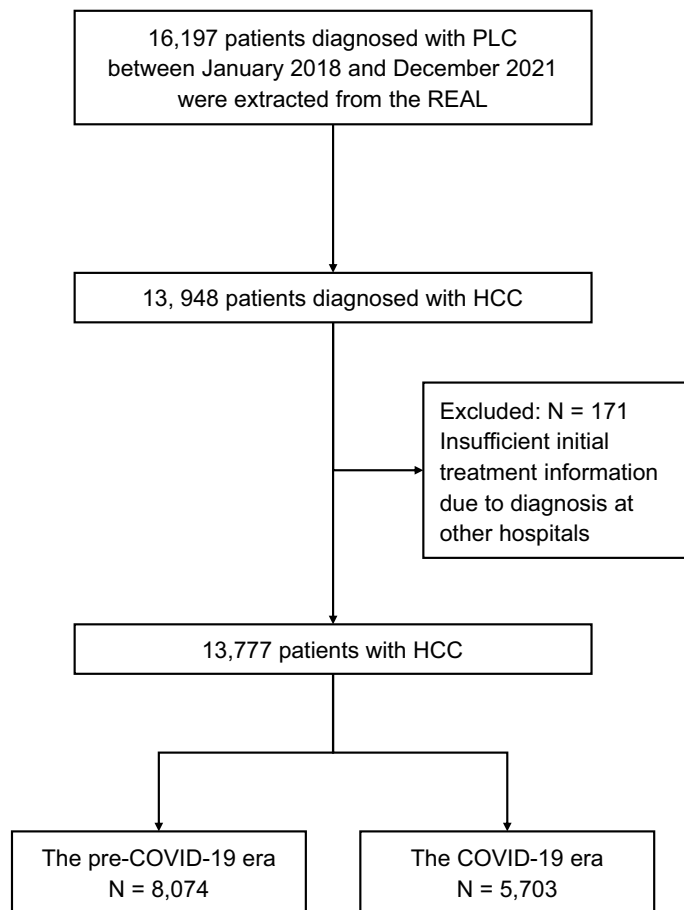 16,197 patients diagnosed with PLC
between January 2018 and December 2021
were extracted from the REAL
13, 948 patients diagnosed with HCC
Excluded: N = 171
Insufficient initial
treatment information
due to diagnosis at
other hospitals
13,777 patients with HCC
The pre-COVID-19 era
N = 8,074
The COVID-19 era
N = 5,703